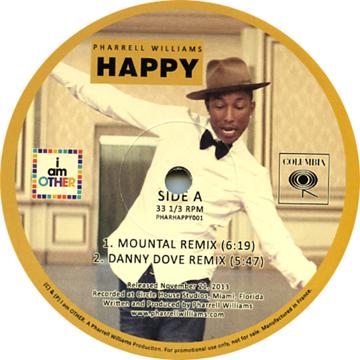 PHARRELL WILLIAMS
HAPPY
i
am
OTHER
COLUMBIA
SIDE A
33 1/3 RPM
PHARHAPPY001
1. MOUNTAL REMIX (6:19)
2. DANNY DOVE REMIX (5:47)
Released November 21, 2013
Recorded at Circle House Studios, Miami, Florida
Written and Produced by Pharrell Williams
www.pharrellwilliams.com
(C) & (P) i am OTHER. A Pharrell Williams Production. For promotional use only, not for sale. Manufactured in France.